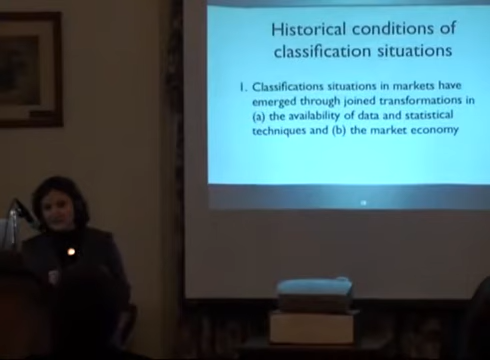 Historical conditions of
classification situations
1. Classifications situations in markets have
emerged through joined transformations in
(a) the availability of data and statistical
techniques and (b) the market economy